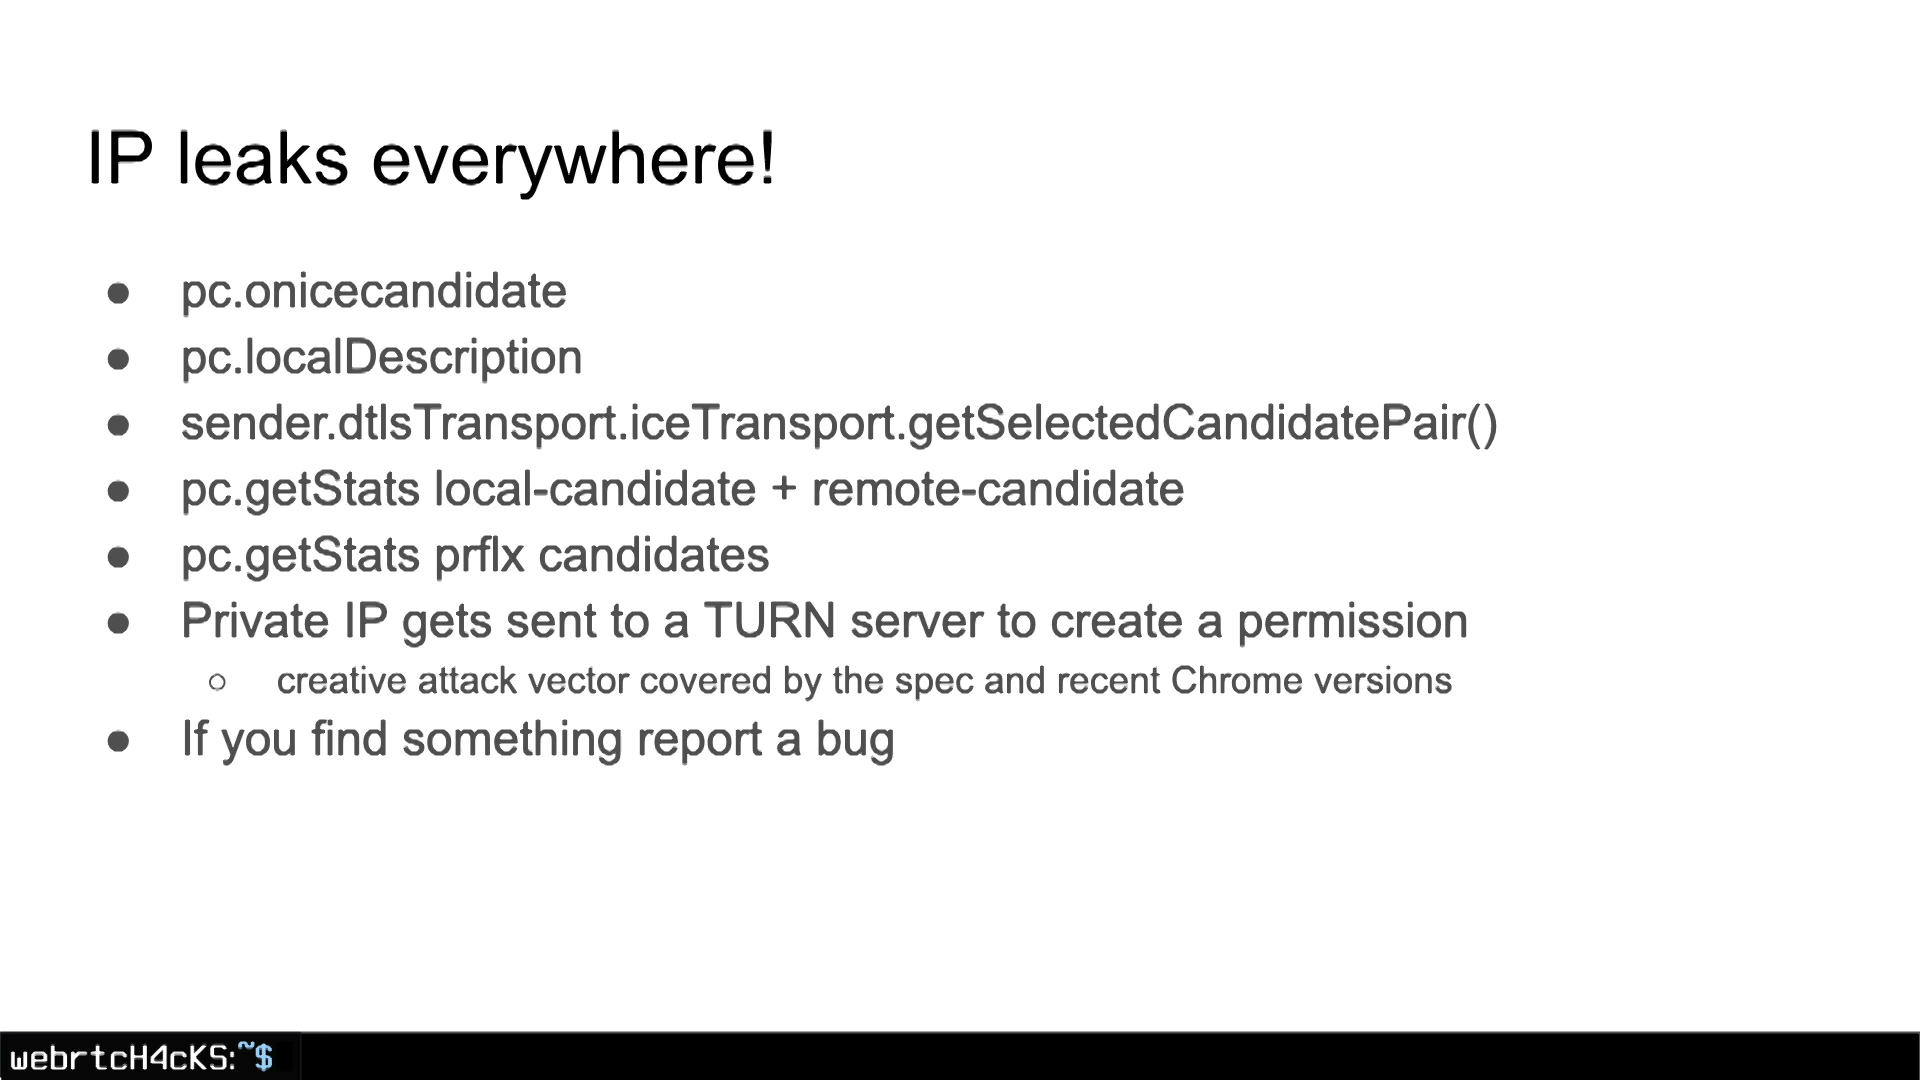 IP leaks everywhere!
● pc.onicecandidate
● pc.localDescription
● sender.dtlsTransport.iceTransport.getSelectedCandidatePair()
● pc.getStats local-candidate + remote-candidate
● pc.getStats prflx candidates
● Private IP gets sent to a TURN server to create a permission
○ creative attack vector covered by the spec and recent Chrome versions
● If you find something report a bug
webrtcH4cKS:~$